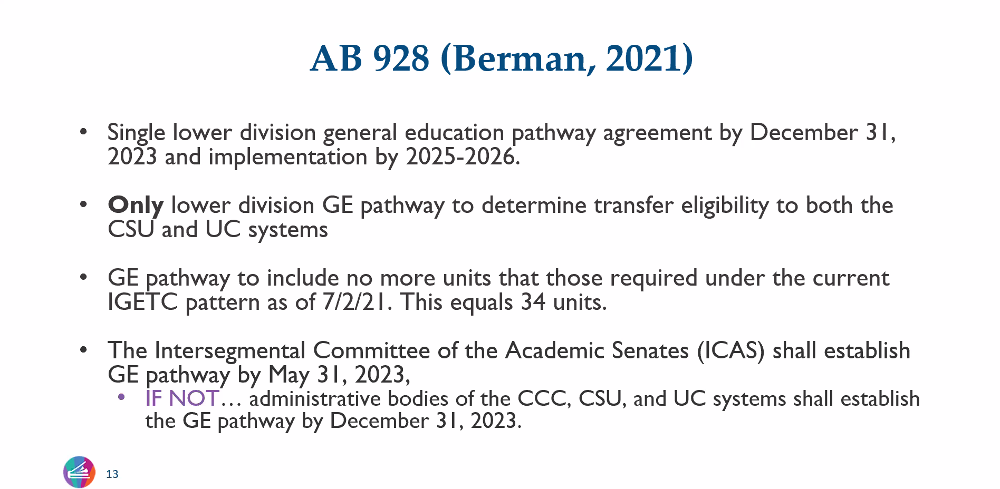 AB 928 (Berman, 2021)
• Single lower division general education pathway agreement by December 31,
2023 and implementation by 2025-2026.
• Only lower division GE pathway to determine transfer eligibility to both the
CSU and UC systems
• GE pathway to include no more units that those required under the current
IGETC pattern as of 7/2/21. This equals 34 units.
• The Intersegmental Committee of the Academic Senates (ICAS) shall establish
GE pathway by May 31, 2023,
• IF NOT… administrative bodies of the CCC, CSU, and UC systems shall establish
the GE pathway by December 31, 2023.
13